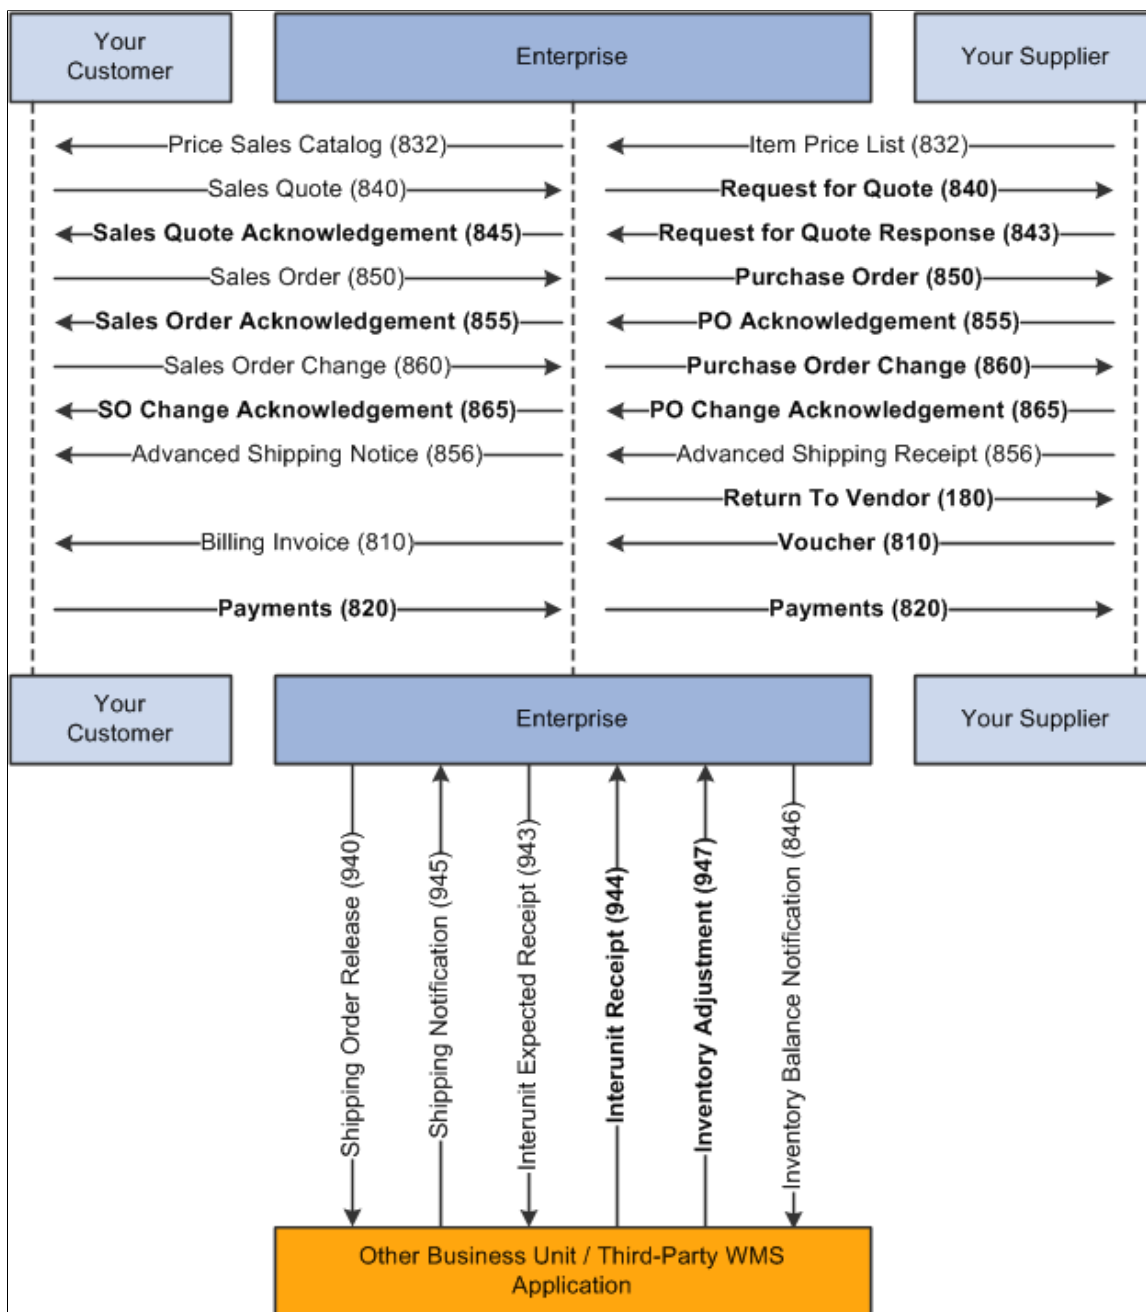 Your
Customer
Enterprise
Your Supplier
Price Sales Catalog (832)
Item Price List (832)
Sales Quote (840)
Request for Quote (840)
Sales Quote Acknowledgement (845)
Request for Quote Response (843)
Sales Order (850)
Purchase Order (850)
Sales Order Acknowledgement (855)
PO Acknowledgement (855)
Sales Order Change (860)
Purchase Order Change (860)
SO Change Acknowledgement (865)
PO Change Acknowledgement (865)
Advanced Shipping Notice (856)
Advanced Shipping Receipt (856)
Return To Vendor (180)
Billing Invoice (810)
Voucher (810)
Payments (820)
Payments (820)
Your
Customer
Enterprise
Your Supplier
Shipping Order Release (940)
Shipping Notification (945)
Interunit Expected Receipt (943)
Interunit Receipt (944)
Inventory Adjustment (947)
Inventory Balance Notification (846)
Other Business Unit / Third-Party WMS
Application